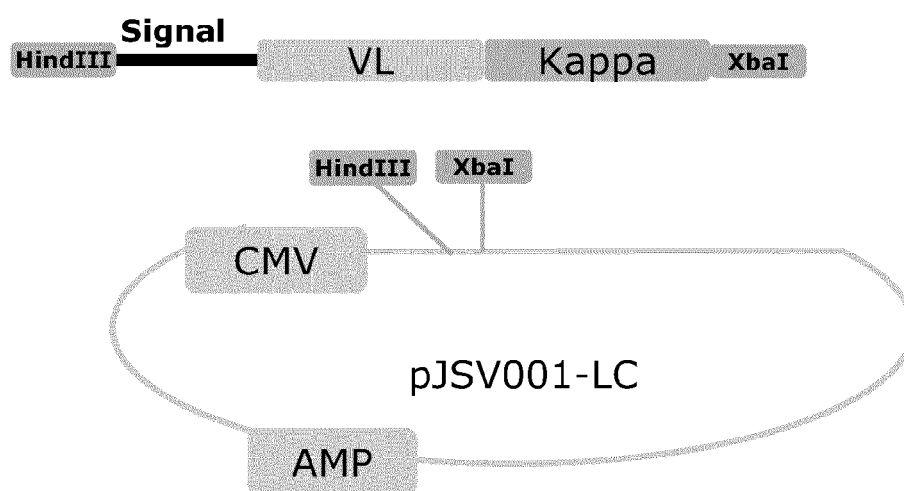 Signal
HindIII VL Kappa XbaI
HindIII XbaI
CMV
pJSV001-LC
AMP